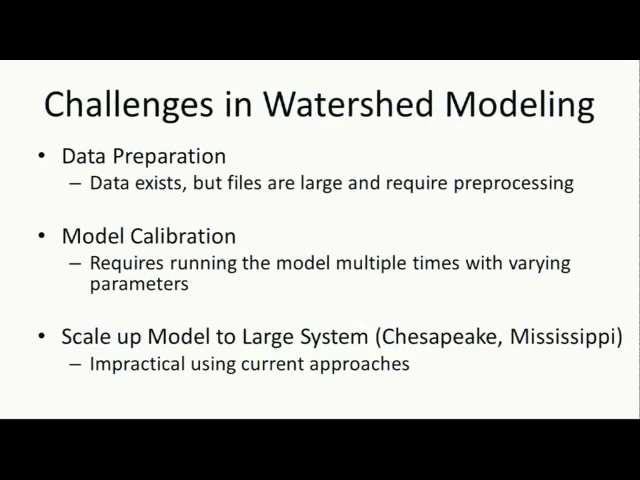 Challenges in Watershed Modeling
• Data Preparation
– Data exists, but files are large and require preprocessing
• Model Calibration
– Requires running the model multiple times with varying
parameters
• Scale up Model to Large System (Chesapeake, Mississippi)
– Impractical using current approaches